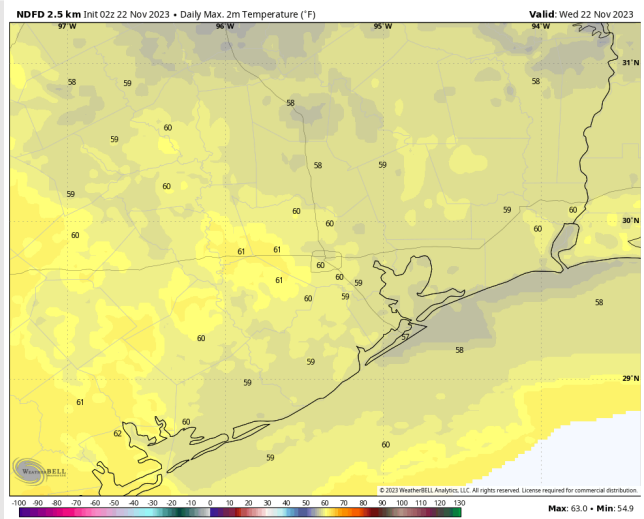 NDFD 2.5 km Init 02z 22 Nov 2023 • Daily Max. 2m Temperature (°F)
Valid: Wed 22 Nov 2023
97°W 96°W 95°W 94°W
31°N
58 59 58
58
60
59
58 59
60
59
60 59 60
60 60
30°N
60
61 61
60
61 60 59
60 59
58
60
57
58
59
29°N
59
61
60
62
60
59
WEATHERBELL
© 2023 WeatherBELL Analytics, LLC. All rights reserved. License required for commercial distribution.
-100 -90 -80 -70 -60 -50 -40 -30 -20 -10 0 10 20 30 40 50 60 70 80 90 100 110 120 130
Max: 63.0 • Min: 54.9